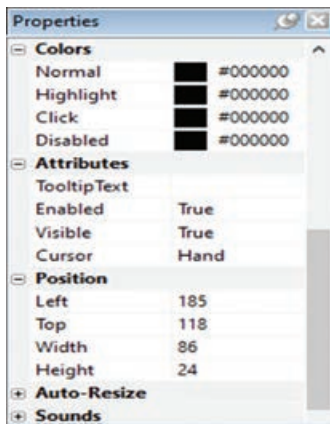 Properties
Colors
Normal #000000
Highlight #000000
Click #000000
Disabled #000000
Attributes
TooltipText
Enabled True
Visible True
Cursor Hand
Position
Left 185
Top 118
Width 86
Height 24
Auto-Resize
Sounds